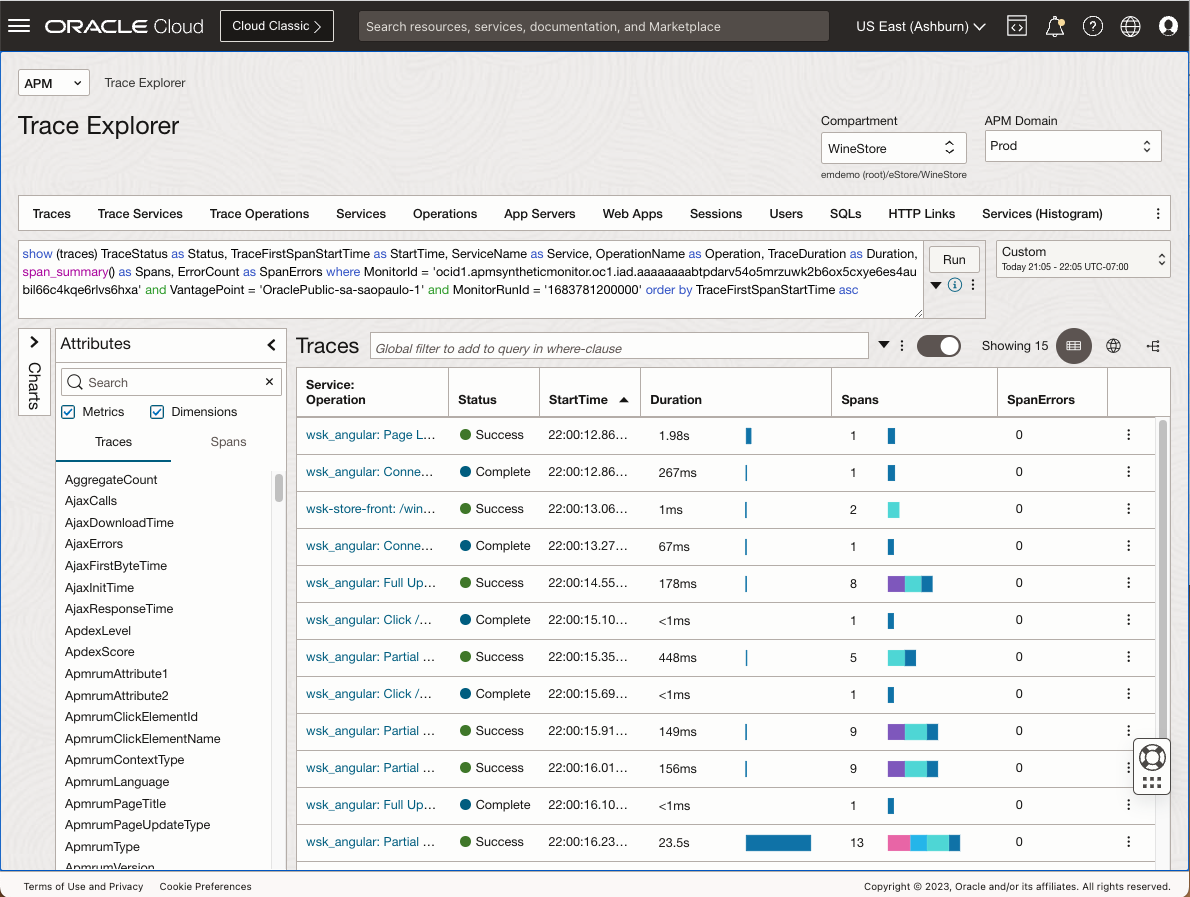 ORACLE Cloud
Cloud Classic >
Search resources, services, documentation, and Marketplace
US East (Ashburn)
APM
Trace Explorer
Trace Explorer
Compartment
WineStore
emdemo (root)/eStore/WineStore
APM Domain
Prod
Traces Trace Services Trace Operations Services Operations App Servers Web Apps Sessions Users SQLs HTTP Links Services (Histogram)
show (traces) TraceStatus as Status, TraceFirstSpanStartTime as StartTime, ServiceName as Service, OperationName as Operation, TraceDuration as Duration,
span_summary() as Spans, ErrorCount as SpanErrors where MonitorId = 'ocid1.apmsyntheticmonitor.oc1.iad.aaaaaaaabtpdarv54o5mrzuwk2b6ox5cxye6es4au
bil66c4kqe6rlvs6hxa' and VantagePoint = 'OraclePublic-sa-saopaulo-1' and MonitorRunId = '1683781200000' order by TraceFirstSpanStartTime asc
Run
Custom
Today 21:05 - 22:05 UTC-07:00
Charts
Attributes
Search
Metrics Dimensions
Traces Spans
AggregateCount
AjaxCalls
AjaxDownloadTime
AjaxErrors
AjaxFirstByteTime
AjaxInitTime
AjaxResponseTime
ApdexLevel
ApdexScore
ApmrumAttribute1
ApmrumAttribute2
ApmrumClickElementId
ApmrumClickElementName
ApmrumContextType
ApmrumLanguage
ApmrumPageTitle
ApmrumPageUpdateType
ApmrumType
ApmrumVersion
Traces
Global filter to add to query in where-clause
Showing 15
Service:
Operation Status StartTime Duration Spans SpanErrors
wsk_angular: Page L... Success 22:00:12.86... 1.98s 1 0
wsk_angular: Conne... Complete 22:00:12.86... 267ms 1 0
wsk-store-front: /win... Success 22:00:13.06... 1ms 2 0
wsk_angular: Conne... Complete 22:00:13.27... 67ms 1 0
wsk_angular: Full Up... Success 22:00:14.55... 178ms 8 0
wsk_angular: Click /... Complete 22:00:15.10... <1ms 1 0
wsk_angular: Partial ... Success 22:00:15.35... 448ms 5 0
wsk_angular: Click /... Complete 22:00:15.69... <1ms 1 0
wsk_angular: Partial ... Success 22:00:15.91... 149ms 9 0
wsk_angular: Partial ... Success 22:00:16.01... 156ms 9 0
wsk_angular: Full Up... Complete 22:00:16.10... <1ms 1 0
wsk_angular: Partial ... Success 22:00:16.23... 23.5s 13 0
Terms of Use and Privacy Cookie Preferences
Copyright © 2023, Oracle and/or its affiliates. All rights reserved.